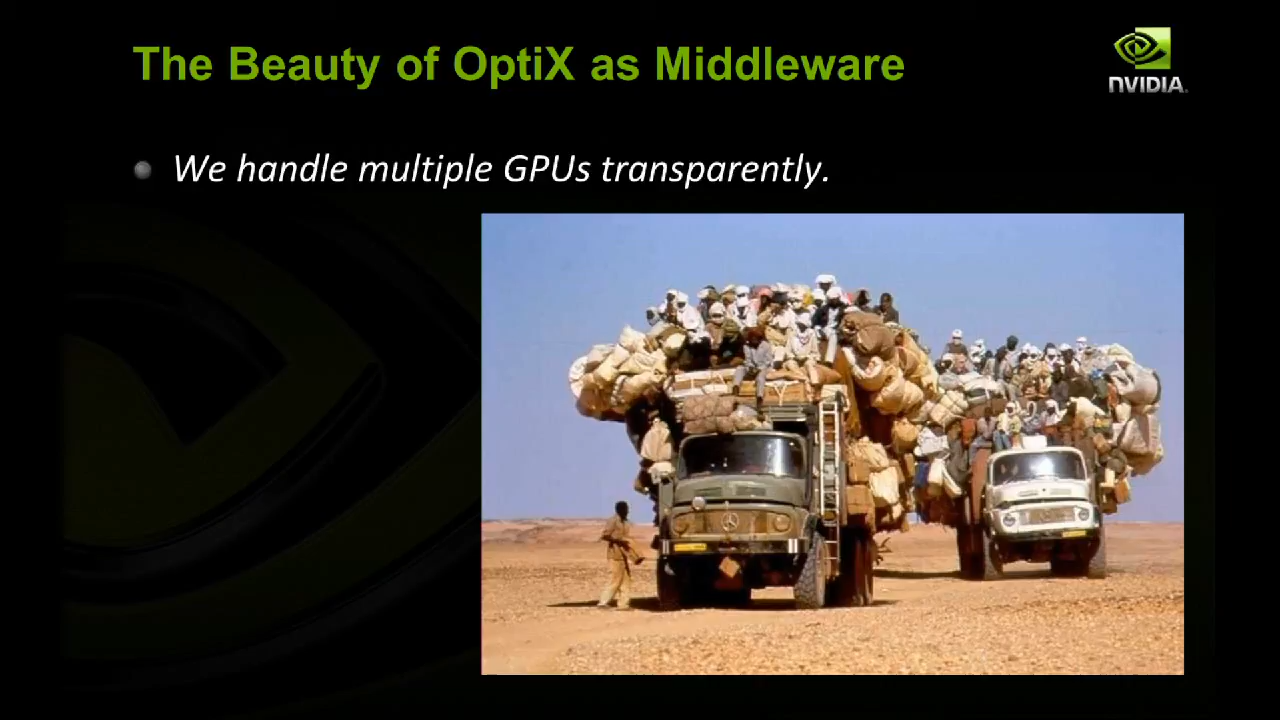 The Beauty of OptiX as Middleware
NVIDIA
We handle multiple GPUs transparently.